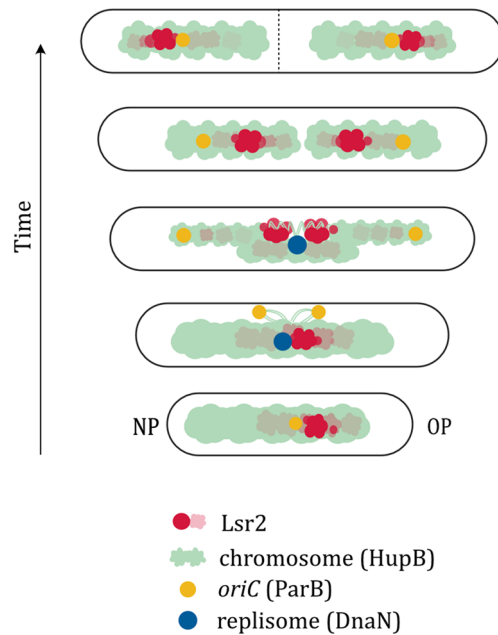 Time
NP
OP
Lsr2
chromosome (HupB)
oriC (ParB)
replisome (DnaN)